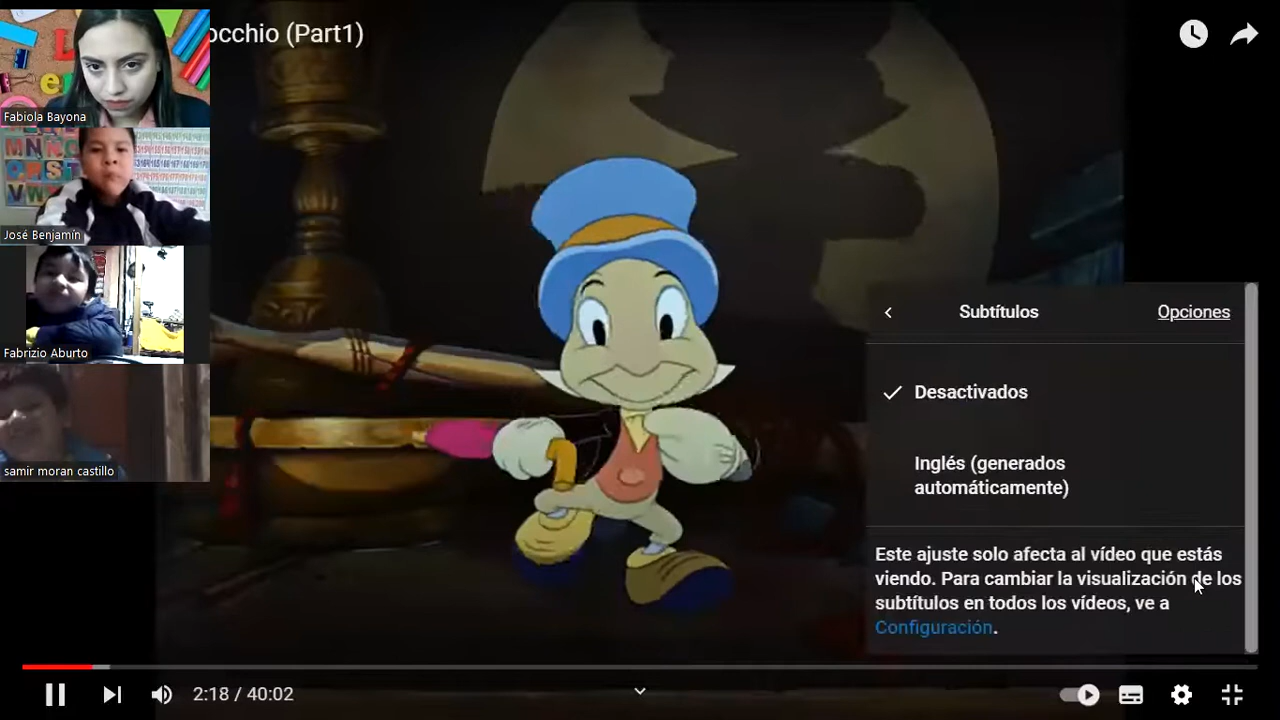 occhio (Part1)
Fabiola Bayona
José Benjamín
Fabrizio Aburto
samir moran castillo
Subtítulos
Opciones
Desactivados
Inglés (generados
automáticamente)
Este ajuste solo afecta al vídeo que estás
viendo. Para cambiar la visualización de los
subtítulos en todos los vídeos, ve a
Configuración.
2:18 / 40:02